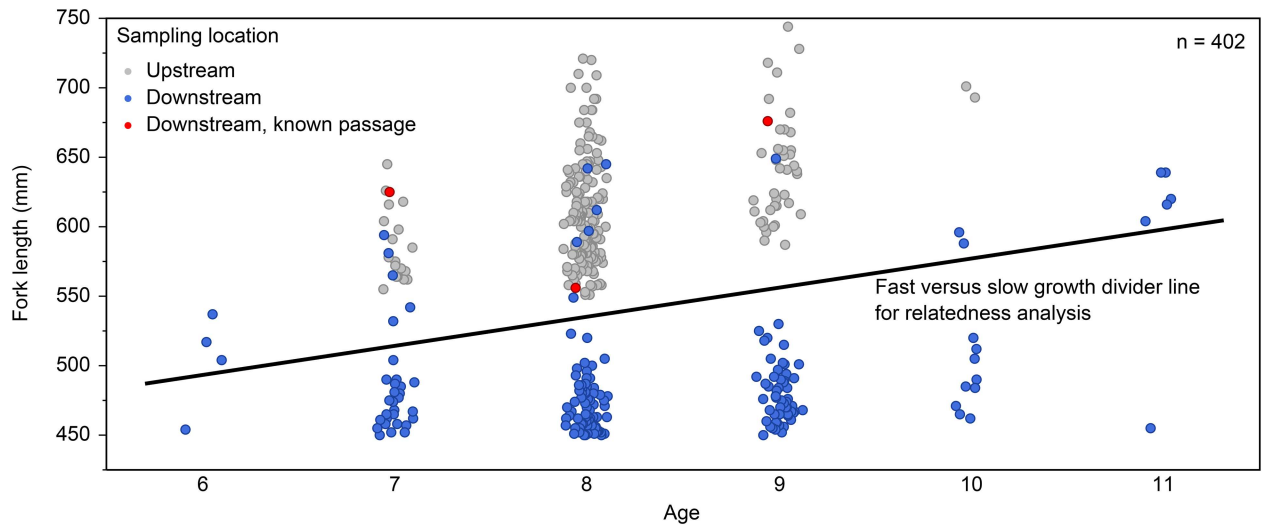 750
700
650
600
550
500
450
Fork length (mm)
Sampling location
Upstream
Downstream
Downstream, known passage
n = 402
Fast versus slow growth divider line
for relatedness analysis
6 7 8 9 10 11
Age